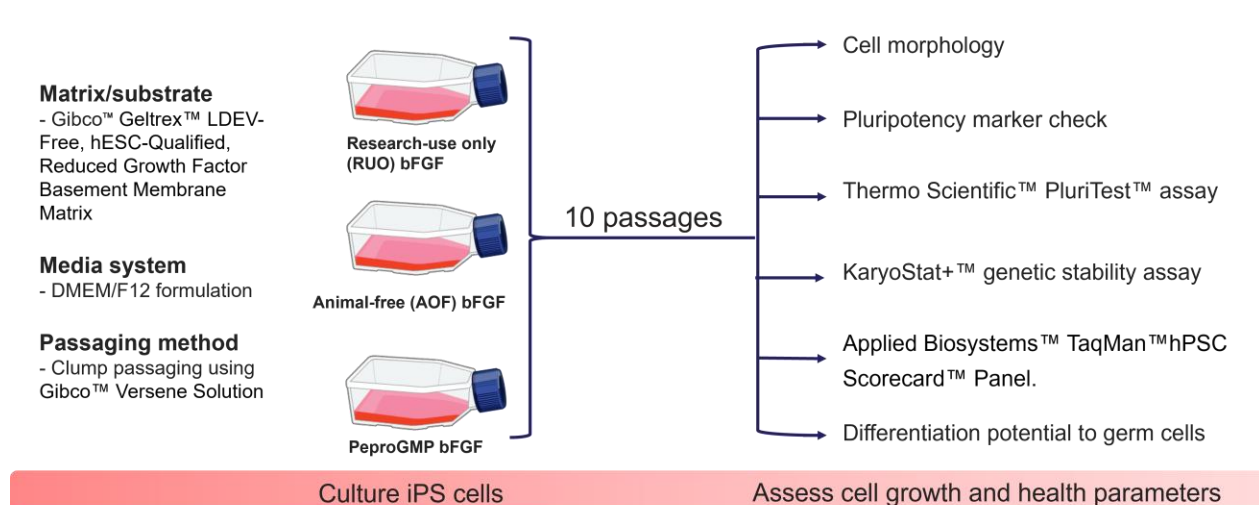 Matrix/substrate
- Gibco™ Geltrex™ LDEV-
Free, hESC-Qualified,
Reduced Growth Factor
Basement Membrane
Matrix
Media system
- DMEM/F12 formulation
Passaging method
- Clump passaging using
Gibco™ Versene Solution
Research-use only
(RUO) bFGF
Animal-free (AOF) bFGF
PeproGMP bFGF
10 passages
Cell morphology
Pluripotency marker check
Thermo Scientific™ PluriTest™ assay
KaryoStat+™ genetic stability assay
Applied Biosystems™ TaqMan™hPSC
Scorecard™ Panel.
Differentiation potential to germ cells
Culture iPS cells
Assess cell growth and health parameters